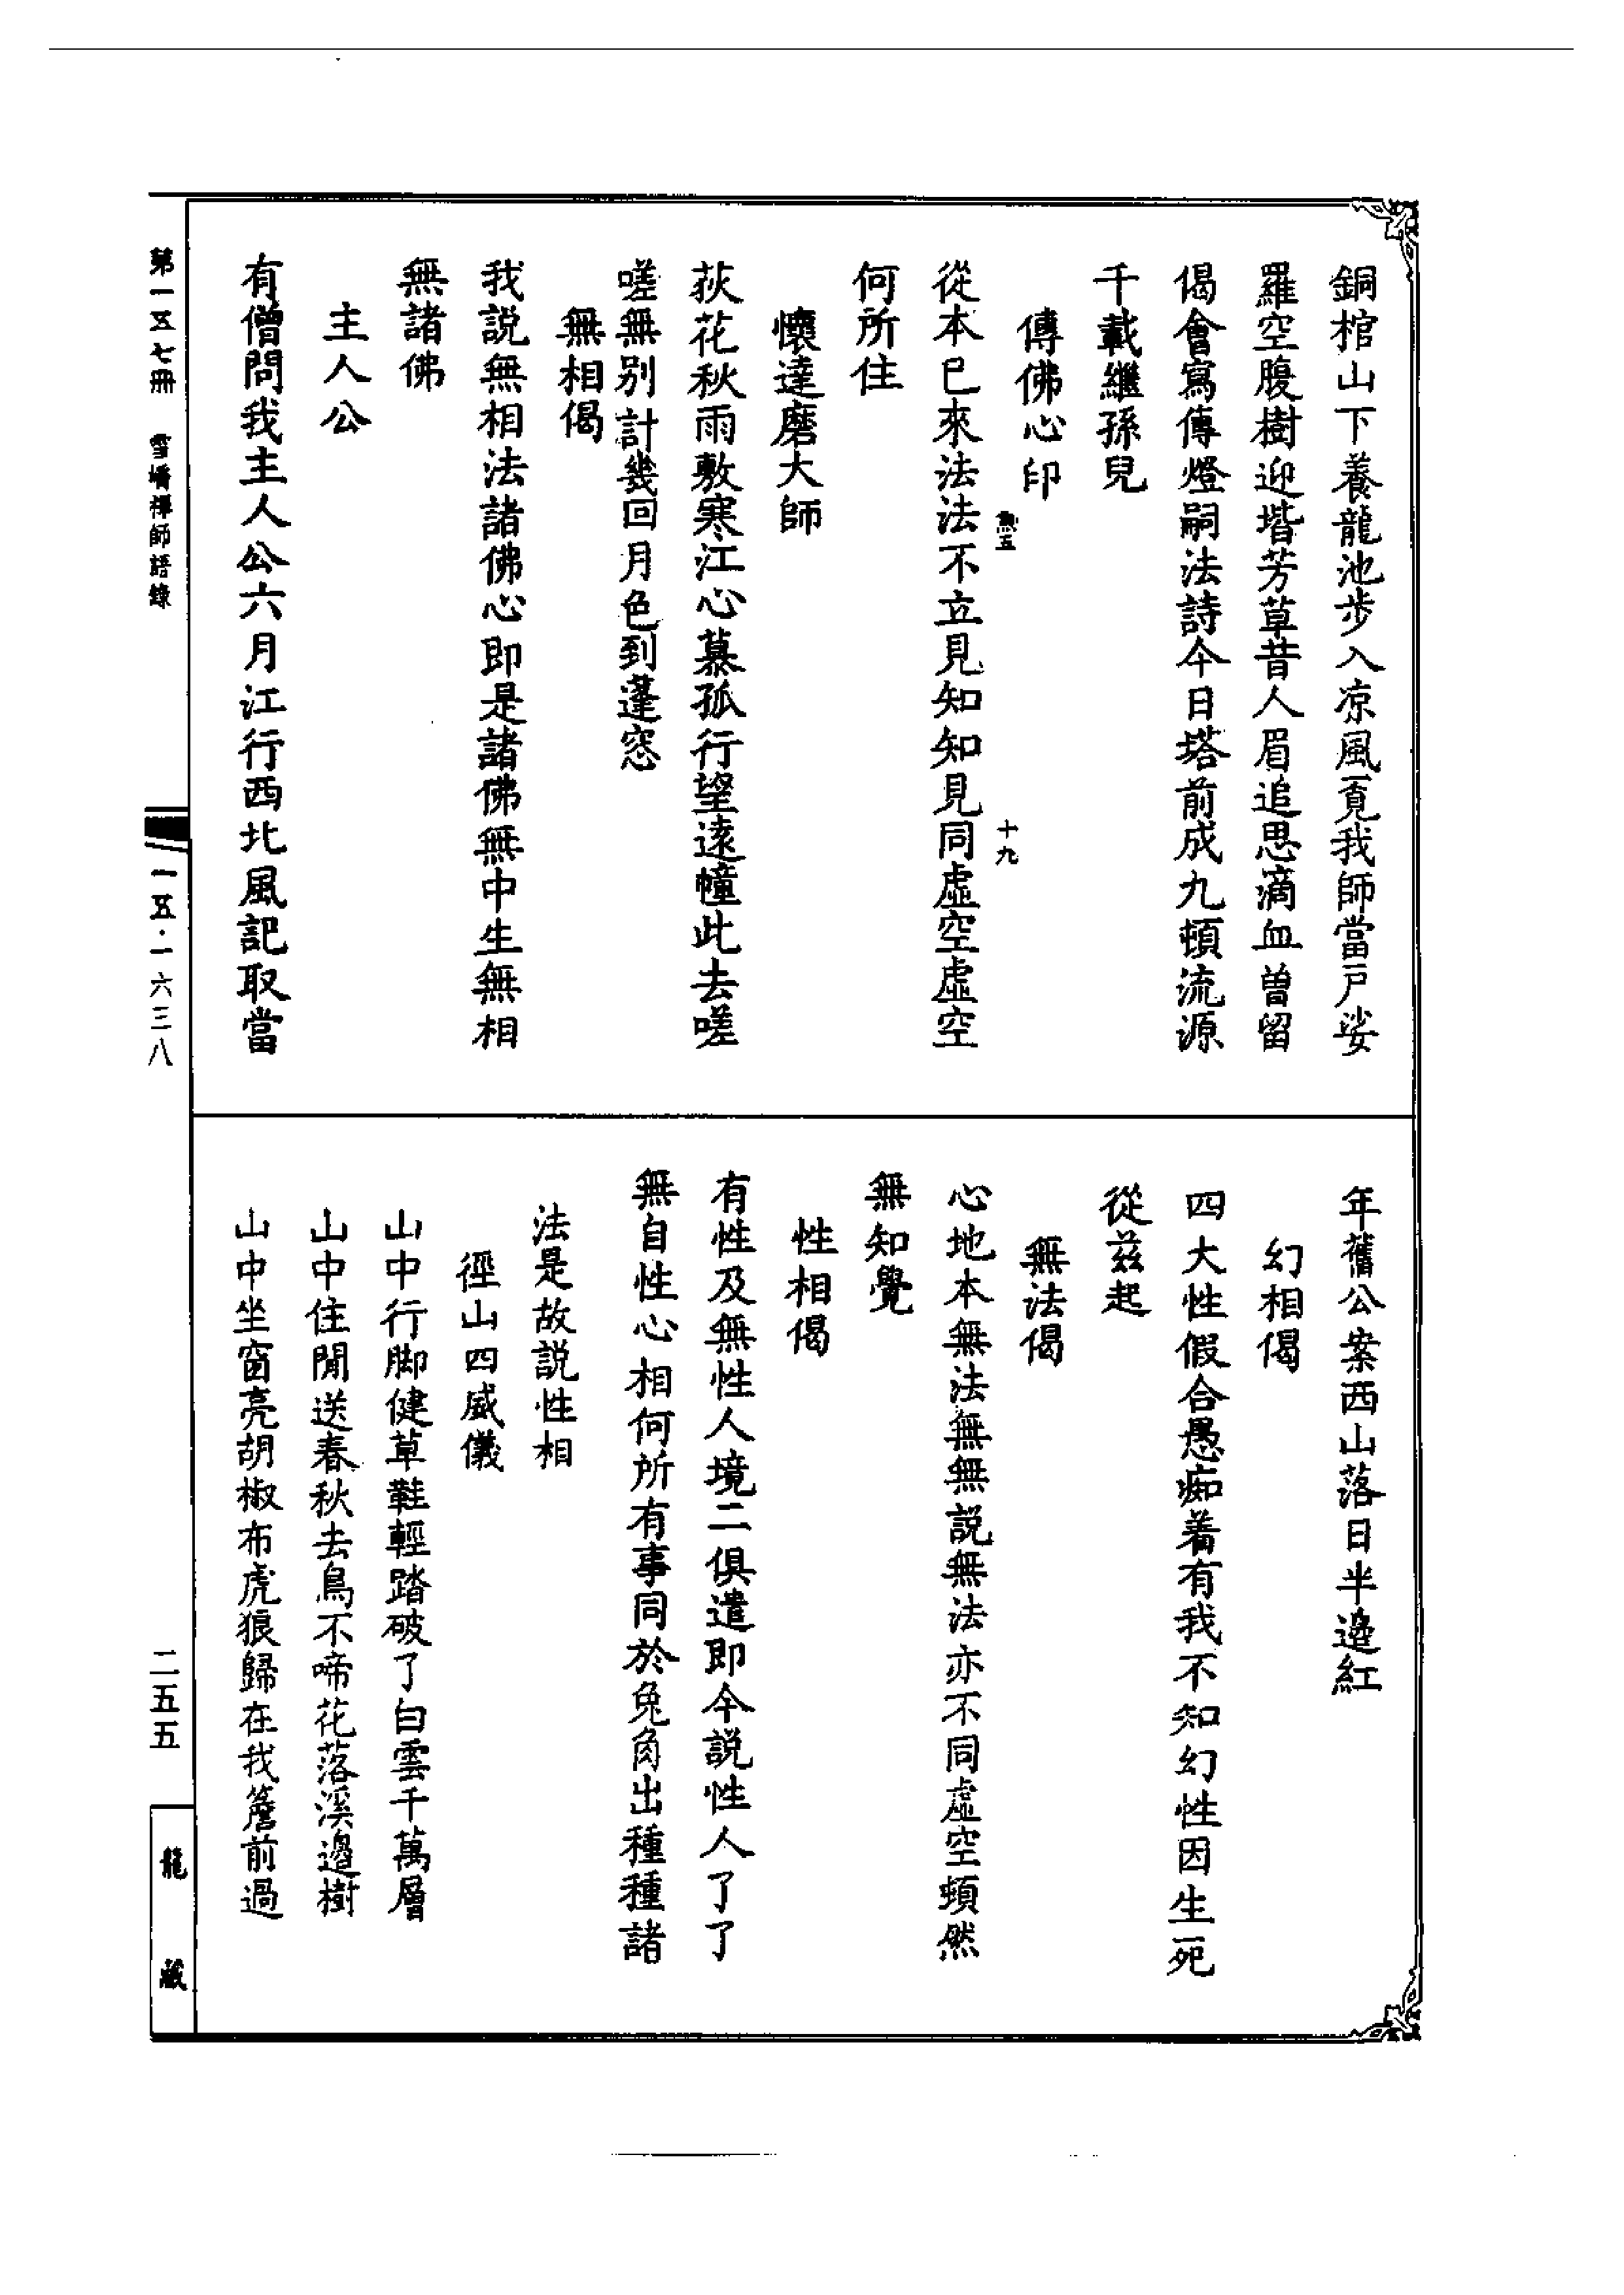 銅棺山下養龍池步入凉風覔我師當戸娑
羅空腹樹迎堦芳草昔人眉追思滴血曽留
偈會寫傳燈嗣法詩今日塔前成九頓流源
千載繼孫兒
傳佛心印
熏五
十九
從本已來法法不立見知知見同虛空虛空
何所住
懷達磨大師
荻花秋雨敷寒江心慕孤行望遠幢此去嗟
嗟無别計幾回月色到蓬窓
無相偈
我説無相法諸佛心即是諸佛無中生無相
無諸佛
主人公
有僧問我主人公六月江行西北風記取當
年舊公案西山落日半邉紅
幻相偈
四大性假合愚痴着有我不知幻性因生死
從茲起
無法偈
心地本無法無無説無法亦不同虛空頓然
無知覺
性相偈
有性及無性人境二俱遣即今説性人了了
無自性心相何所有事同於兔角出種種諸
法是故説性相
徑山四威儀
山中行脚健草鞋輕踏破了白雲千萬層
山中住閒送春秋去鳥不啼花落溪邉樹
山中坐窗亮胡椒布虎狼歸在我簷前過
第一五七冊
雪嶠禪師語錄
一五·一六三八
二五五
龍藏